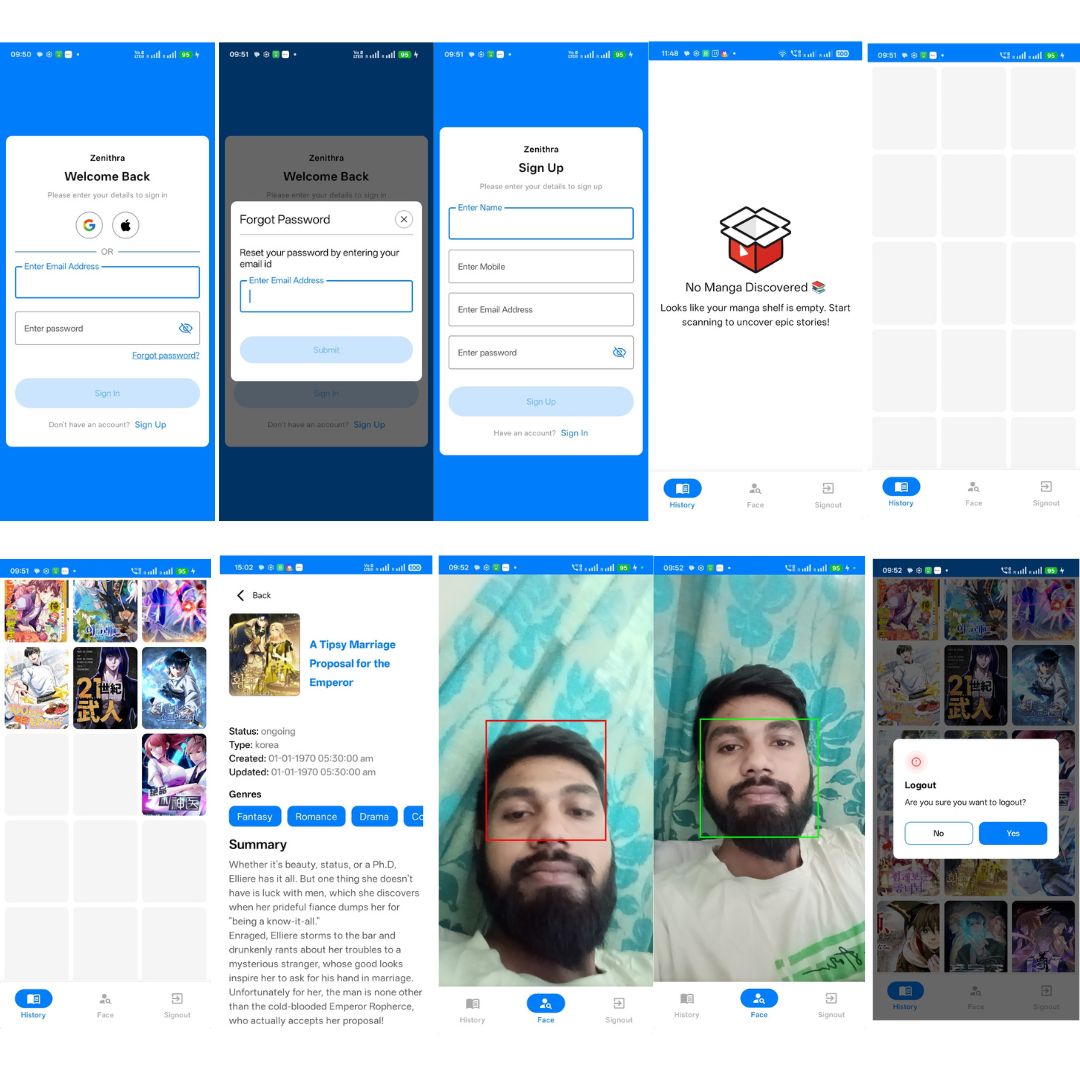 09:50
95
Zenithra
Welcome Back
Please enter your details to sign in
OR
Enter Email Address
Enter password
Forgot password?
Sign In
Don't have an account? Sign Up
09:51
95
Zenithra
Welcome Back
Please enter your details to sign in
Forgot Password
Reset your password by entering your
email id
Enter Email Address
Submit
Sign In
Don't have an account? Sign Up
09:51
95
Zenithra
Sign Up
Please enter your details to sign up
Enter Name
Enter Mobile
Enter Email Address
Enter password
Sign Up
Have an account? Sign In
11:48
100
No Manga Discovered 📚
Looks like your manga shelf is empty. Start
scanning to uncover epic stories!
History Face Signout
09:51
95
History Face Signout
09:51
95
21世紀
武人
History Face Signout
15:02
100
Back
A Tipsy Marriage
Proposal for the
Emperor
Status: ongoing
Type: korea
Created: 01-01-1970 05:30:00 am
Updated: 01-01-1970 05:30:00 am
Genres
Fantasy Romance Drama Co
Summary
Whether it's beauty, status, or a Ph.D,
Elliere has it all. But one thing she doesn't
have is luck with men, which she discovers
when her prideful fiance dumps her for
"being a know-it-all."
Enraged, Elliere storms to the bar and
drunkenly rants about her troubles to a
mysterious stranger, whose good looks
inspire her to ask for his hand in marriage.
Unfortunately for her, the man is none other
than the cold-blooded Emperor Ropherce,
who actually accepts her proposal!
09:52
95
History Face Signout
09:52
95
History Face Signout
09:52
95
21世紀
武人
Logout
Are you sure you want to logout?
No Yes
History Face Signout